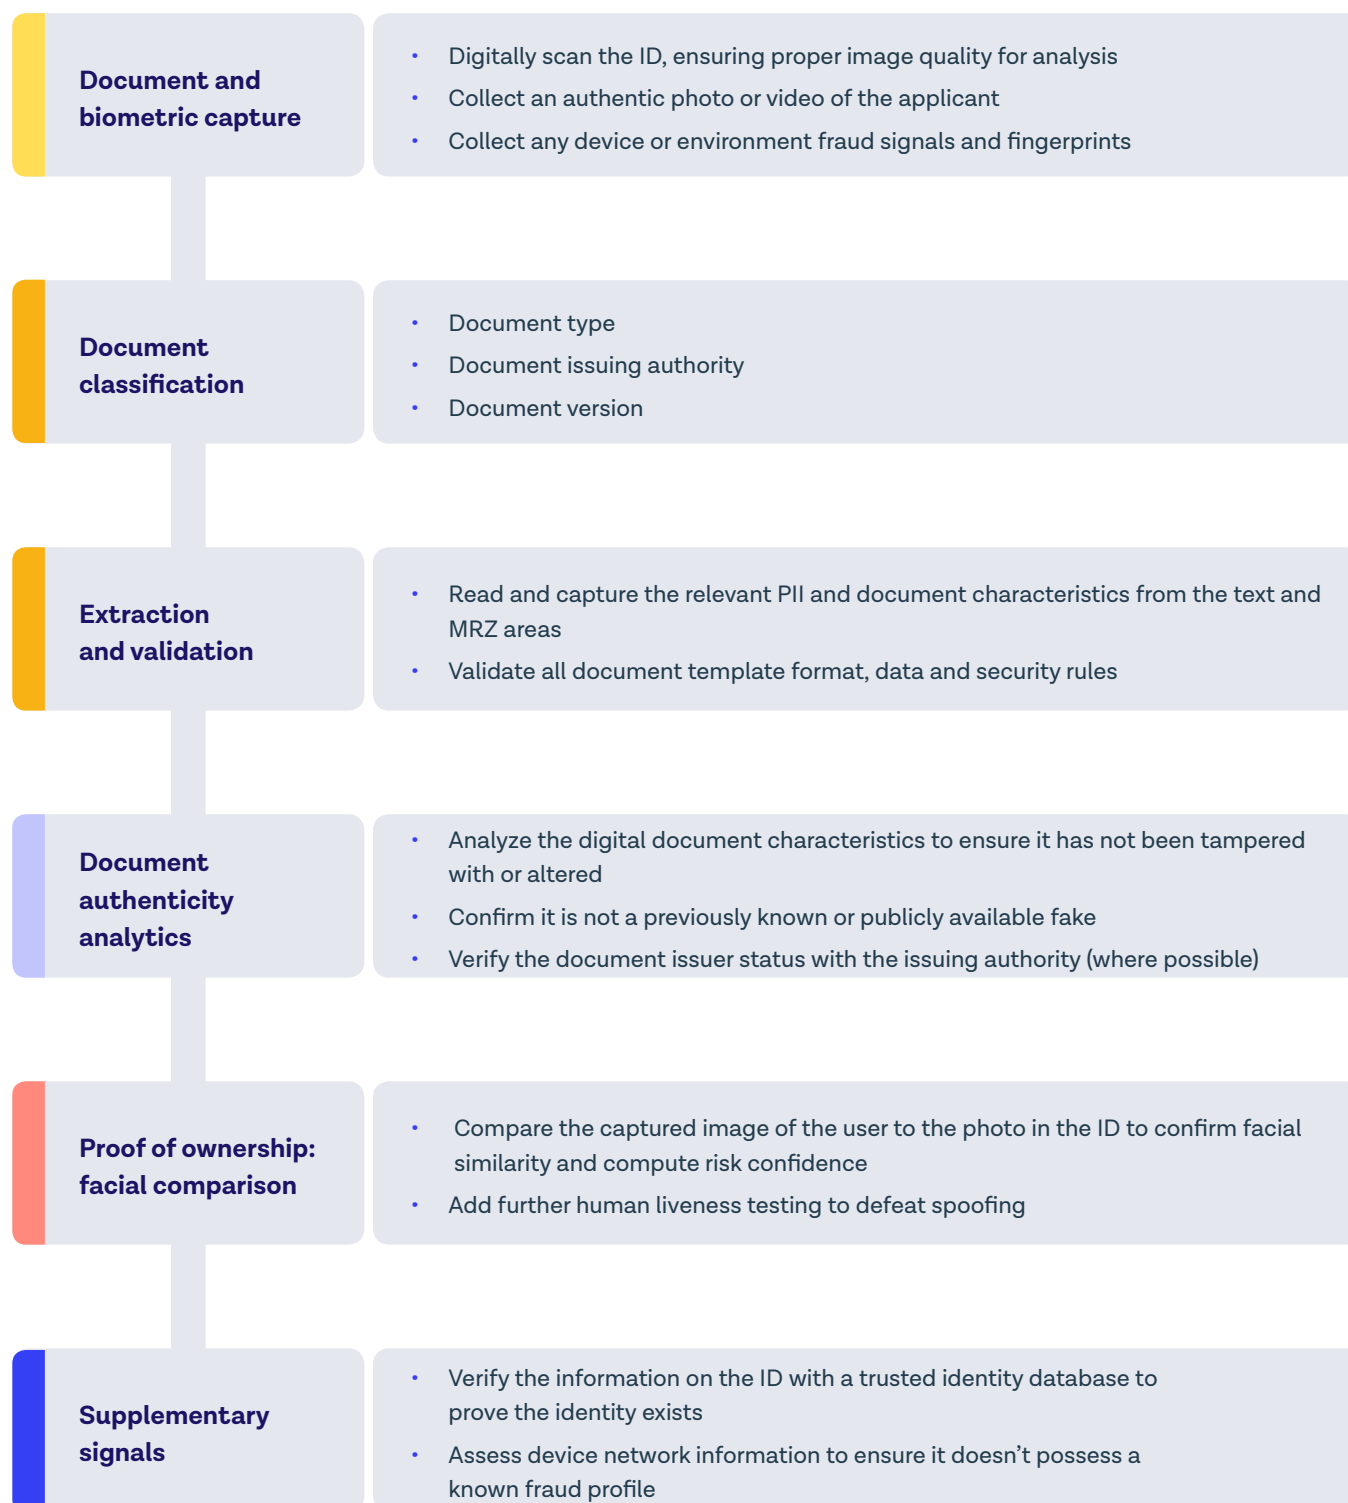 Document and
biometric capture
• Digitally scan the ID, ensuring proper image quality for analysis
• Collect an authentic photo or video of the applicant
• Collect any device or environment fraud signals and fingerprints
Document
classification
• Document type
• Document issuing authority
• Document version
Extraction
and validation
• Read and capture the relevant PII and document characteristics from the text and
MRZ areas
• Validate all document template format, data and security rules
Document
authenticity
analytics
• Analyze the digital document characteristics to ensure it has not been tampered
with or altered
• Confirm it is not a previously known or publicly available fake
• Verify the document issuer status with the issuing authority (where possible)
Proof of ownership:
facial comparison
• Compare the captured image of the user to the photo in the ID to confirm facial
similarity and compute risk confidence
• Add further human liveness testing to defeat spoofing
Supplementary
signals
• Verify the information on the ID with a trusted identity database to
prove the identity exists
• Assess device network information to ensure it doesn’t possess a
known fraud profile